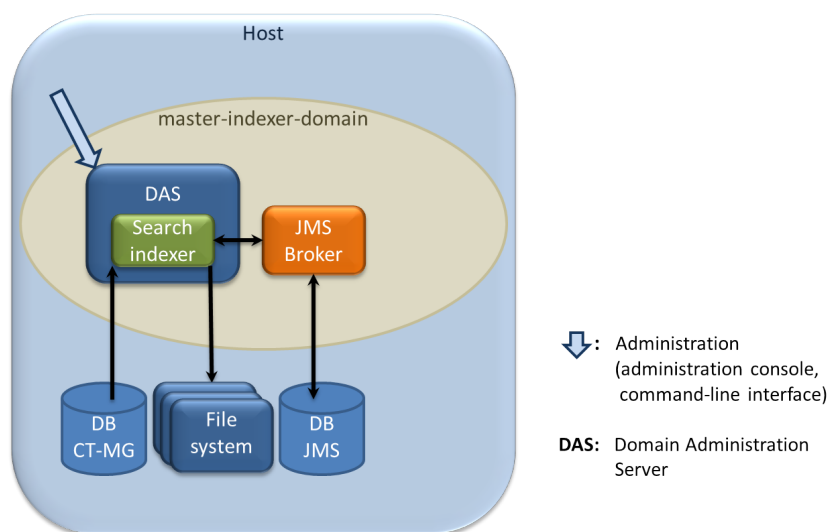 Host
master-indexer-domain
DAS
Search
indexer
JMS
Broker
DB
CT-MG
File
system
DB
JMS
: Administration
(administration console,
command-line interface)
DAS: Domain Administration
Server